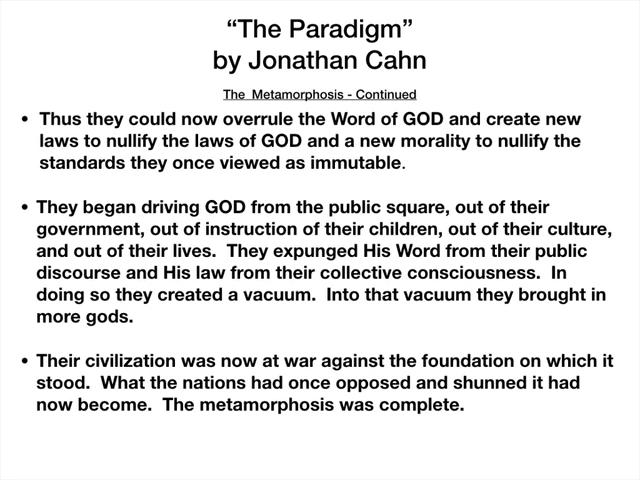 “The Paradigm”
by Jonathan Cahn
The  Metamorphosis - Continued
• Thus they could now overrule the Word of GOD and create new
laws to nullify the laws of GOD and a new morality to nullify the
standards they once viewed as immutable.
• They began driving GOD from the public square, out of their
government, out of instruction of their children, out of their culture,
and out of their lives.  They expunged His Word from their public
discourse and His law from their collective consciousness.  In
doing so they created a vacuum.  Into that vacuum they brought in
more gods.
• Their civilization was now at war against the foundation on which it
stood.  What the nations had once opposed and shunned it had
now become.  The metamorphosis was complete.